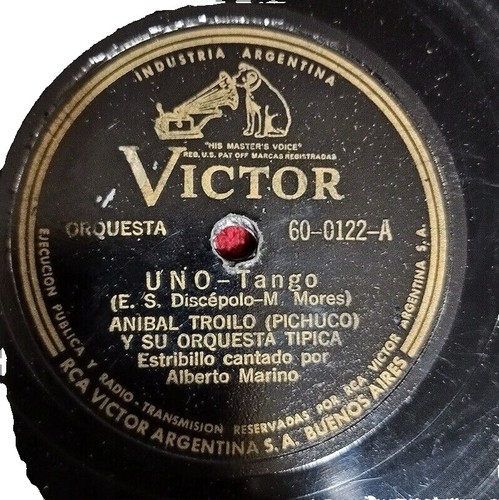 INDUSTRIA ARGENTINA
"HIS MASTER'S VOICE"
REG. U.S. PAT OFF MARCAS REGISTRADAS
VICTOR
ORQUESTA 60-0122-A
UNO-Tango
(E. S. Discépolo-M. Mores)
ANIBAL TROILO (PICHUCO)
Y SU ORQUESTA TIPICA
Estribillo cantado por
Alberto Marino
EJECUCION PUBLICA Y RADIO-TRANSMISION RESERVADAS POR RCA VICTOR ARGENTINA S.A.
RCA VICTOR ARGENTINA S.A. BUENOS AIRES